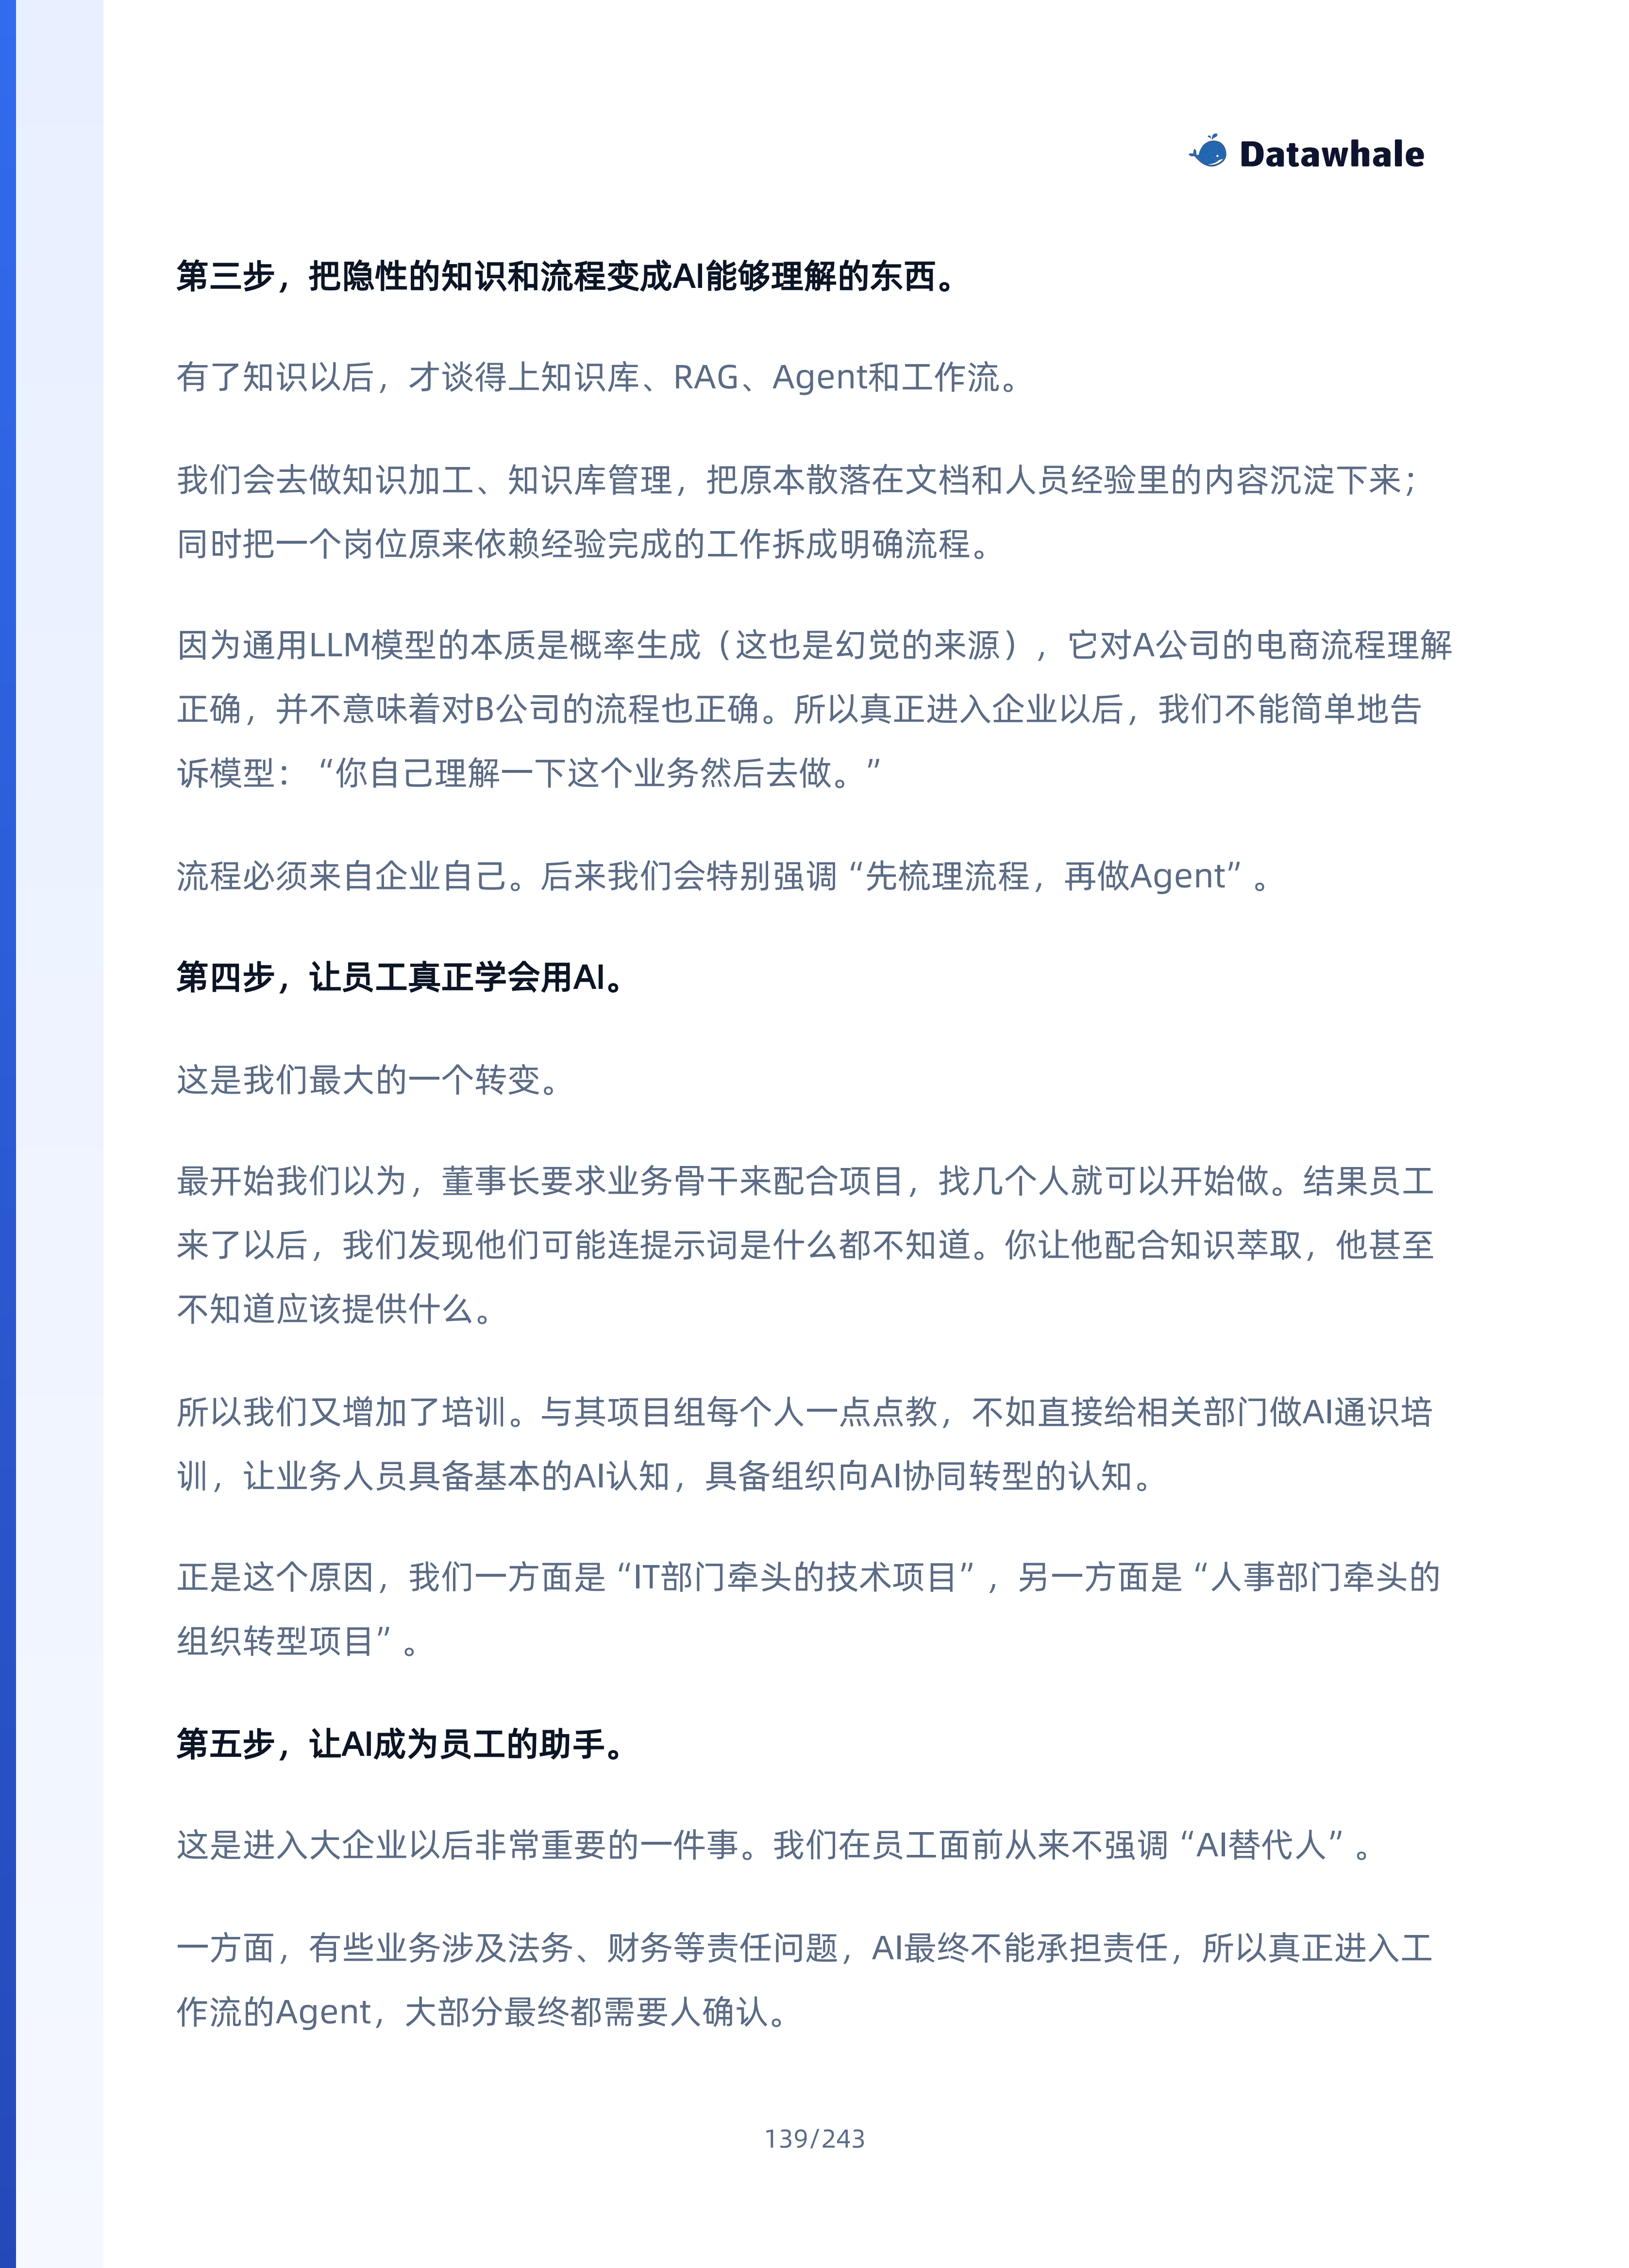 Datawhale
第三步，把隐性的知识和流程变成AI能够理解的东西。
有了知识以后，才谈得上知识库、RAG、Agent和工作流。
我们会去做知识加工、知识库管理，把原本散落在文档和人员经验里的内容沉淀下来；
同时把一个岗位原来依赖经验完成的工作拆成明确流程。
因为通用LLM模型的本质是概率生成（这也是幻觉的来源），它对A公司的电商流程理解
正确，并不意味着对B公司的流程也正确。所以真正进入企业以后，我们不能简单地告
诉模型：“你自己理解一下这个业务然后去做。”
流程必须来自企业自己。后来我们会特别强调“先梳理流程，再做Agent”。
第四步，让员工真正学会用AI。
这是我们最大的一个转变。
最开始我们以为，董事长要求业务骨干来配合项目，找几个人就可以开始做。结果员工
来了以后，我们发现他们可能连提示词是什么都不知道。你让他配合知识萃取，他甚至
不知道应该提供什么。
所以我们又增加了培训。与其项目组每个人一点点教，不如直接给相关部门做AI通识培
训，让业务人员具备基本的AI认知，具备组织向AI协同转型的认知。
正是这个原因，我们一方面是“IT部门牵头的技术项目”，另一方面是“人事部门牵头的
组织转型项目”。
第五步，让AI成为员工的助手。
这是进入大企业以后非常重要的一件事。我们在员工面前从来不强调“AI替代人”。
一方面，有些业务涉及法务、财务等责任问题，AI最终不能承担责任，所以真正进入工
作流的Agent，大部分最终都需要人确认。
139/243